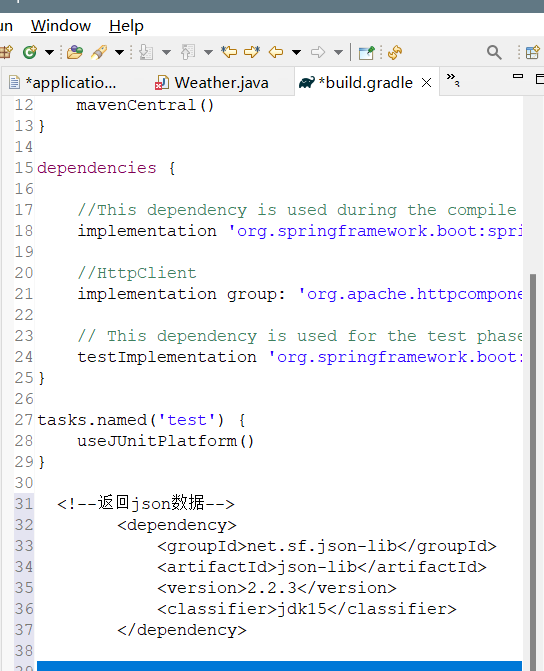 un Window Help
*applicatio... Weather.java *build.gradle » 3
12 mavenCentral()
13 }
14
15 dependencies {
16
17 //This dependency is used during the compile
18 implementation 'org.springframework.boot:spri
19
20 //HttpClient
21 implementation group: 'org.apache.httpcompone
22
23 // This dependency is used for the test phase
24 testImplementation 'org.springframework.boot:
25 }
26
27 tasks.named('test') {
28 useJUnitPlatform()
29 }
30
31 <!--返回json数据-->
32 <dependency>
33 <groupId>net.sf.json-lib</groupId>
34 <artifactId>json-lib</artifactId>
35 <version>2.2.3</version>
36 <classifier>jdk15</classifier>
37 </dependency>
38